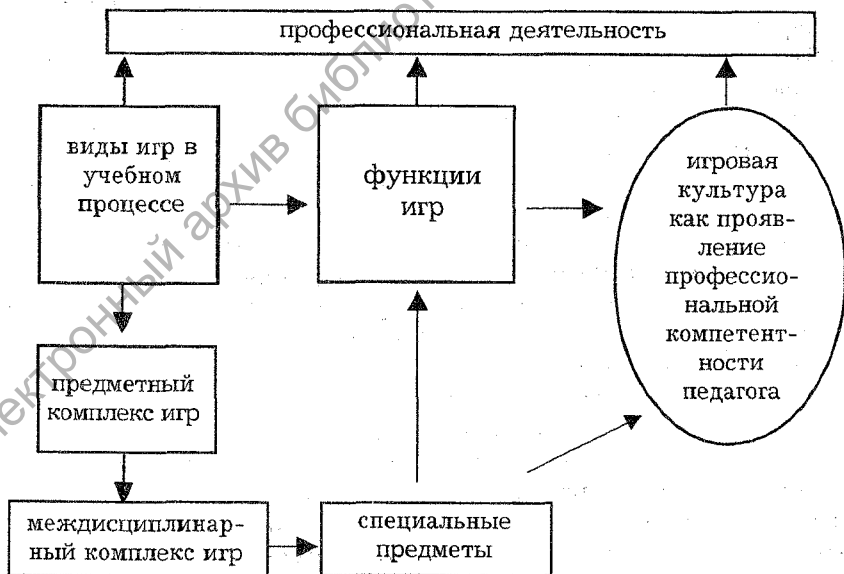 профессиональная деятельность
виды игр в
учебном
процессе
функции
игр
игровая
культура
как прояв-
ление
профессио-
нальной
компетент-
ности
педагога
предметный
комплекс игр
междисциплинар-
ный комплекс игр
специальные
предметы
архив